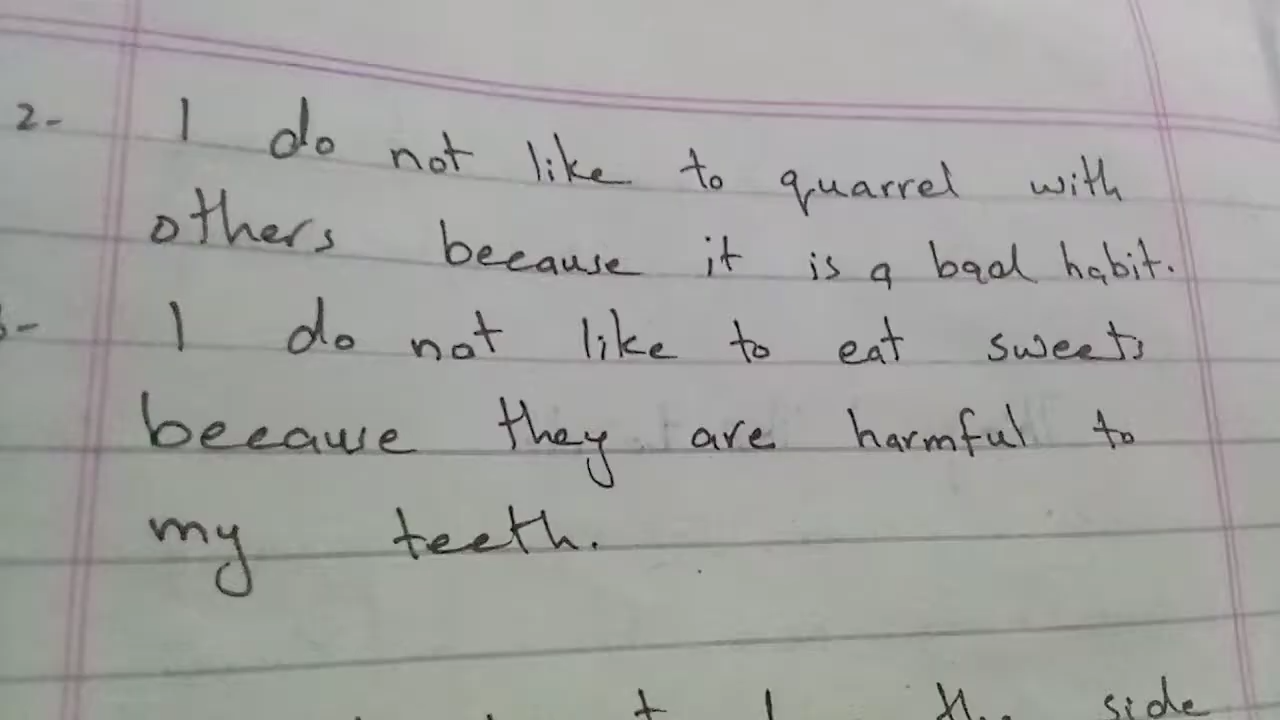 2- I do not like to quarrel with
others because it is a bad habit.
- I do not like to eat sweets
because they are harmful to
my teeth.
the side